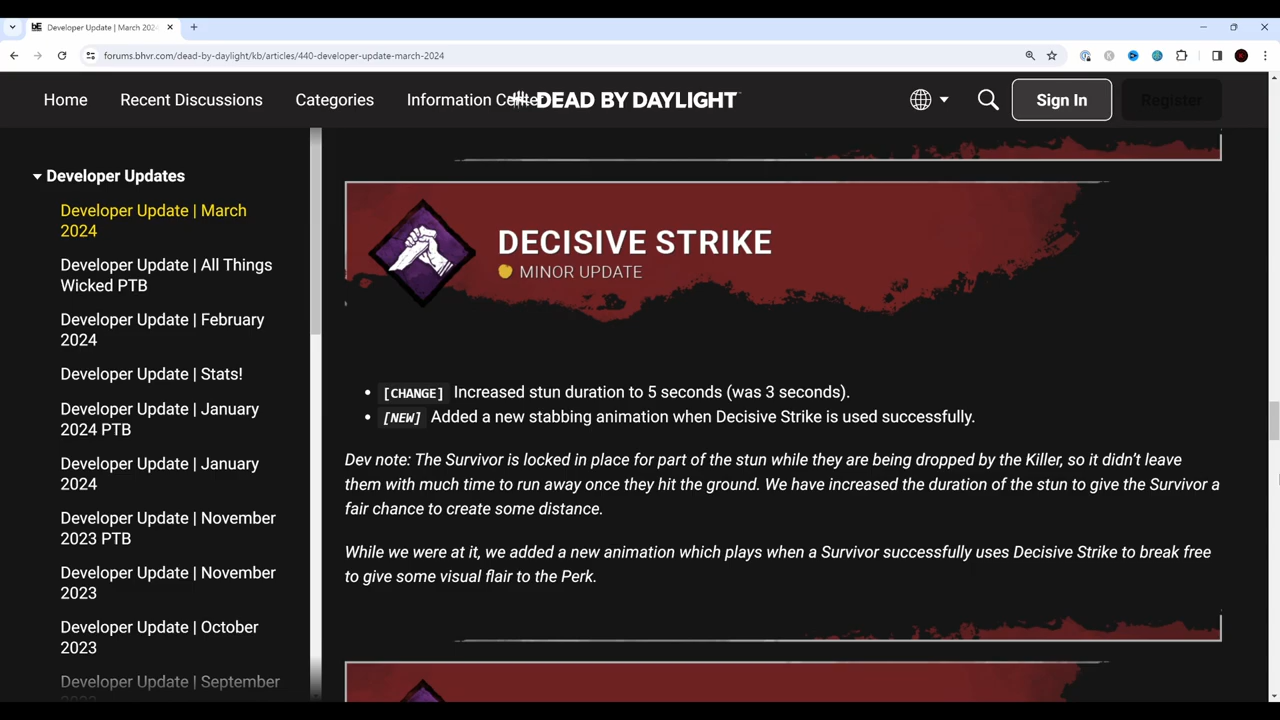 Developer Update | March 202
forums.bhvr.com/dead-by-daylight/kb/articles/440-developer-update-march-2024
Home
Recent Discussions
Categories
Information Cente
DEAD BY DAYLIGHT
Sign In
Register
Developer Updates
Developer Update | March
2024
Developer Update | All Things
Wicked PTB
Developer Update | February
2024
Developer Update | Stats!
Developer Update | January
2024 PTB
Developer Update | January
2024
Developer Update | November
2023 PTB
Developer Update | November
2023
Developer Update | October
2023
Developer Update | September
DECISIVE STRIKE
MINOR UPDATE
• [CHANGE] Increased stun duration to 5 seconds (was 3 seconds).
• [NEW] Added a new stabbing animation when Decisive Strike is used successfully.
Dev note: The Survivor is locked in place for part of the stun while they are being dropped by the Killer, so it didn’t leave
them with much time to run away once they hit the ground. We have increased the duration of the stun to give the Survivor a
fair chance to create some distance.
While we were at it, we added a new animation which plays when a Survivor successfully uses Decisive Strike to break free
to give some visual flair to the Perk.